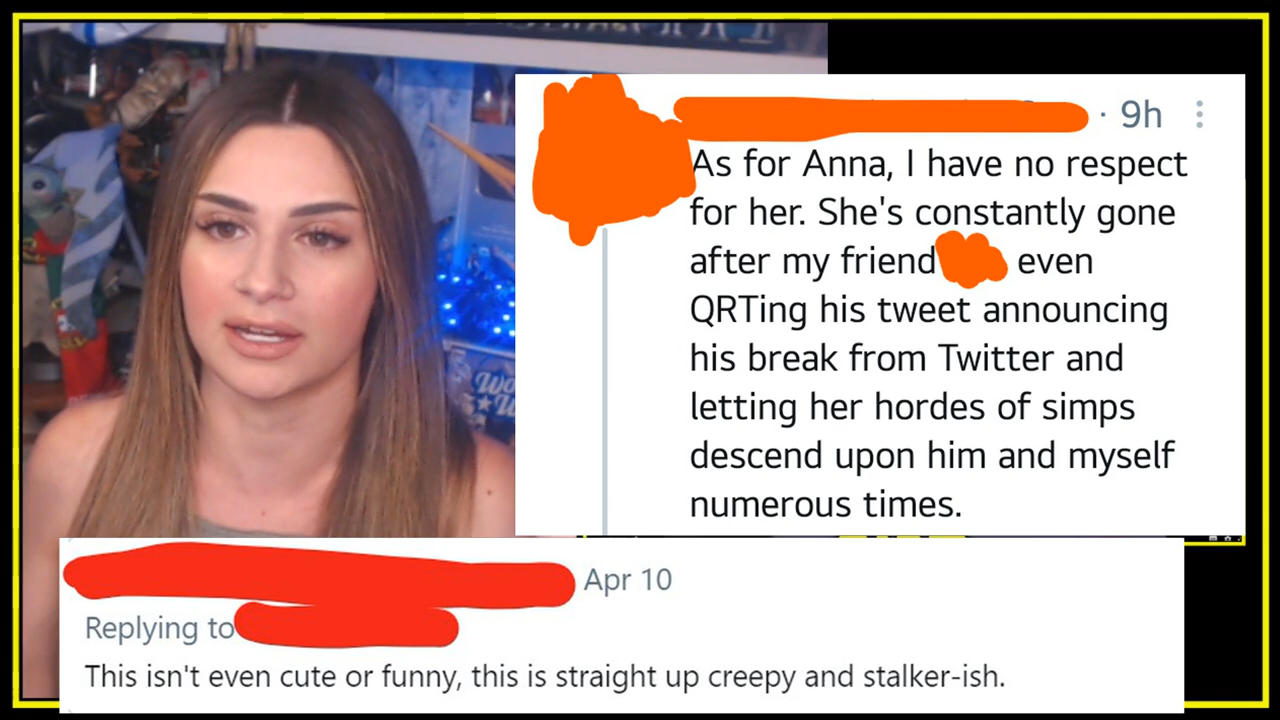 · 9h
As for Anna, I have no respect
for her. She's constantly gone
after my friend even
QRTing his tweet announcing
his break from Twitter and
letting her hordes of simps
descend upon him and myself
numerous times.
Apr 10
Replying to
This isn't even cute or funny, this is straight up creepy and stalker-ish.